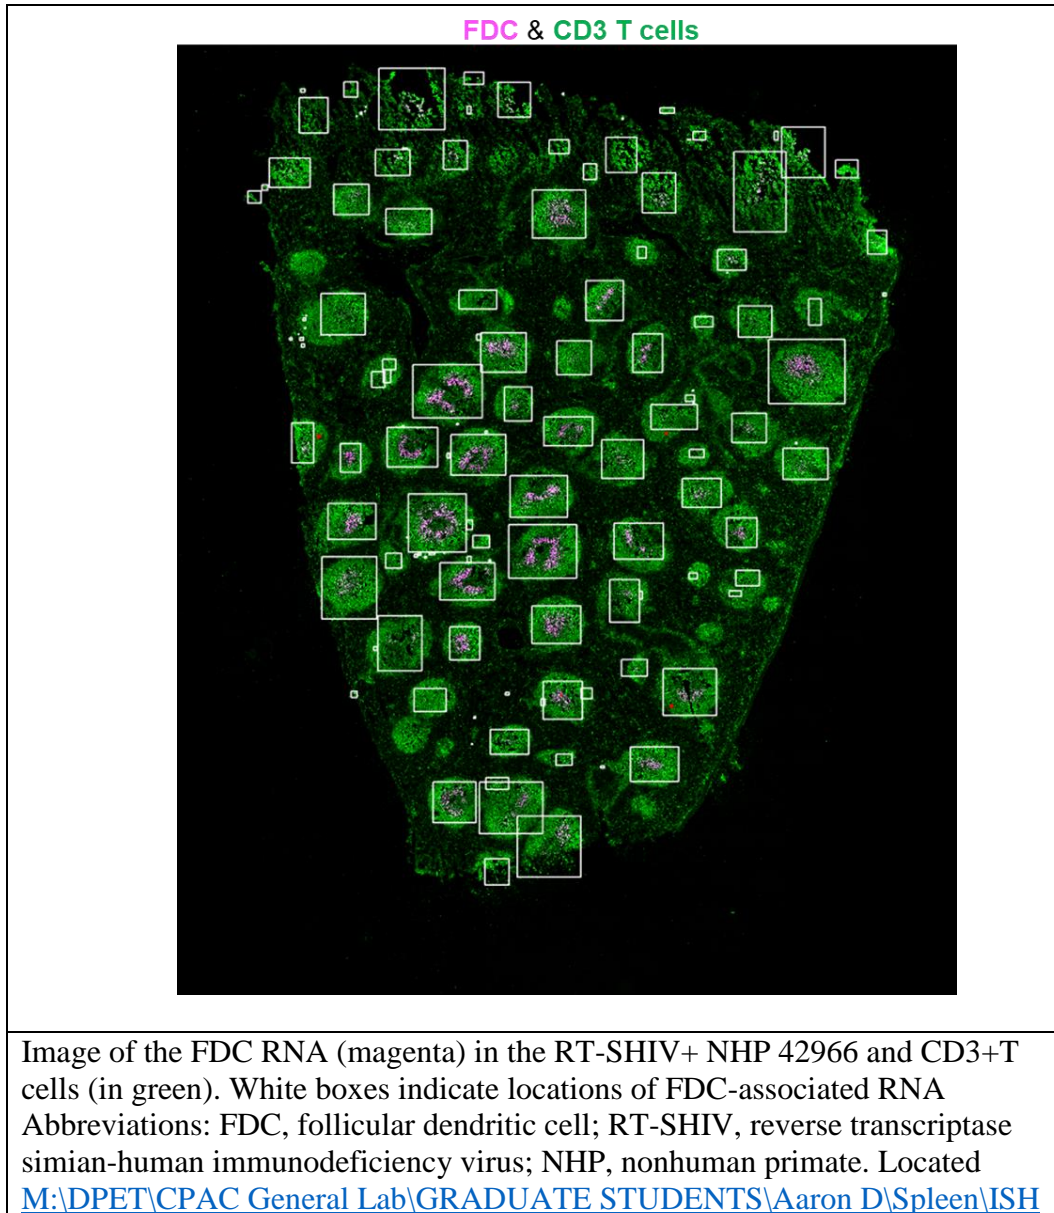 FDC & CD3 T cells
Image of the FDC RNA (magenta) in the RT-SHIV+ NHP 42966 and CD3+T
cells (in green). White boxes indicate locations of FDC-associated RNA
Abbreviations: FDC, follicular dendritic cell; RT-SHIV, reverse transcriptase
simian-human immunodeficiency virus; NHP, nonhuman primate. Located
M:\DPET\CPAC General Lab\GRADUATE STUDENTS\Aaron D\Spleen\ISH